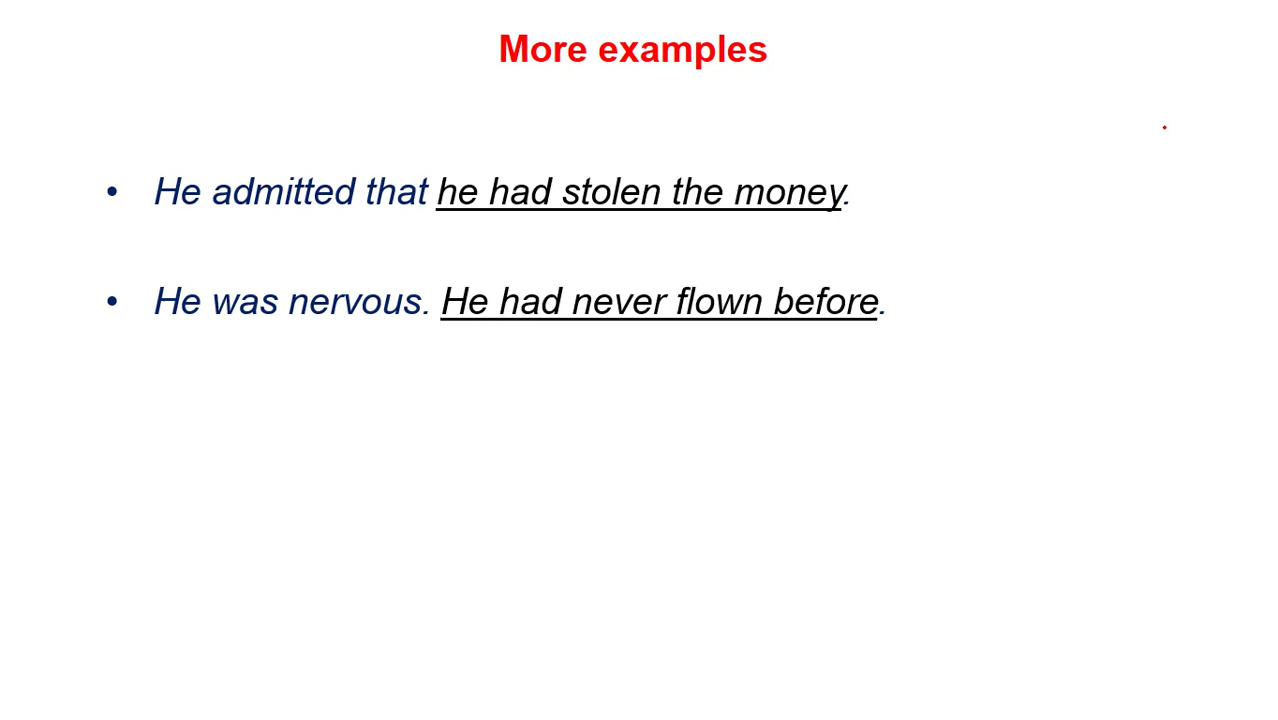 More examples
• He admitted that he had stolen the money.
• He was nervous. He had never flown before.